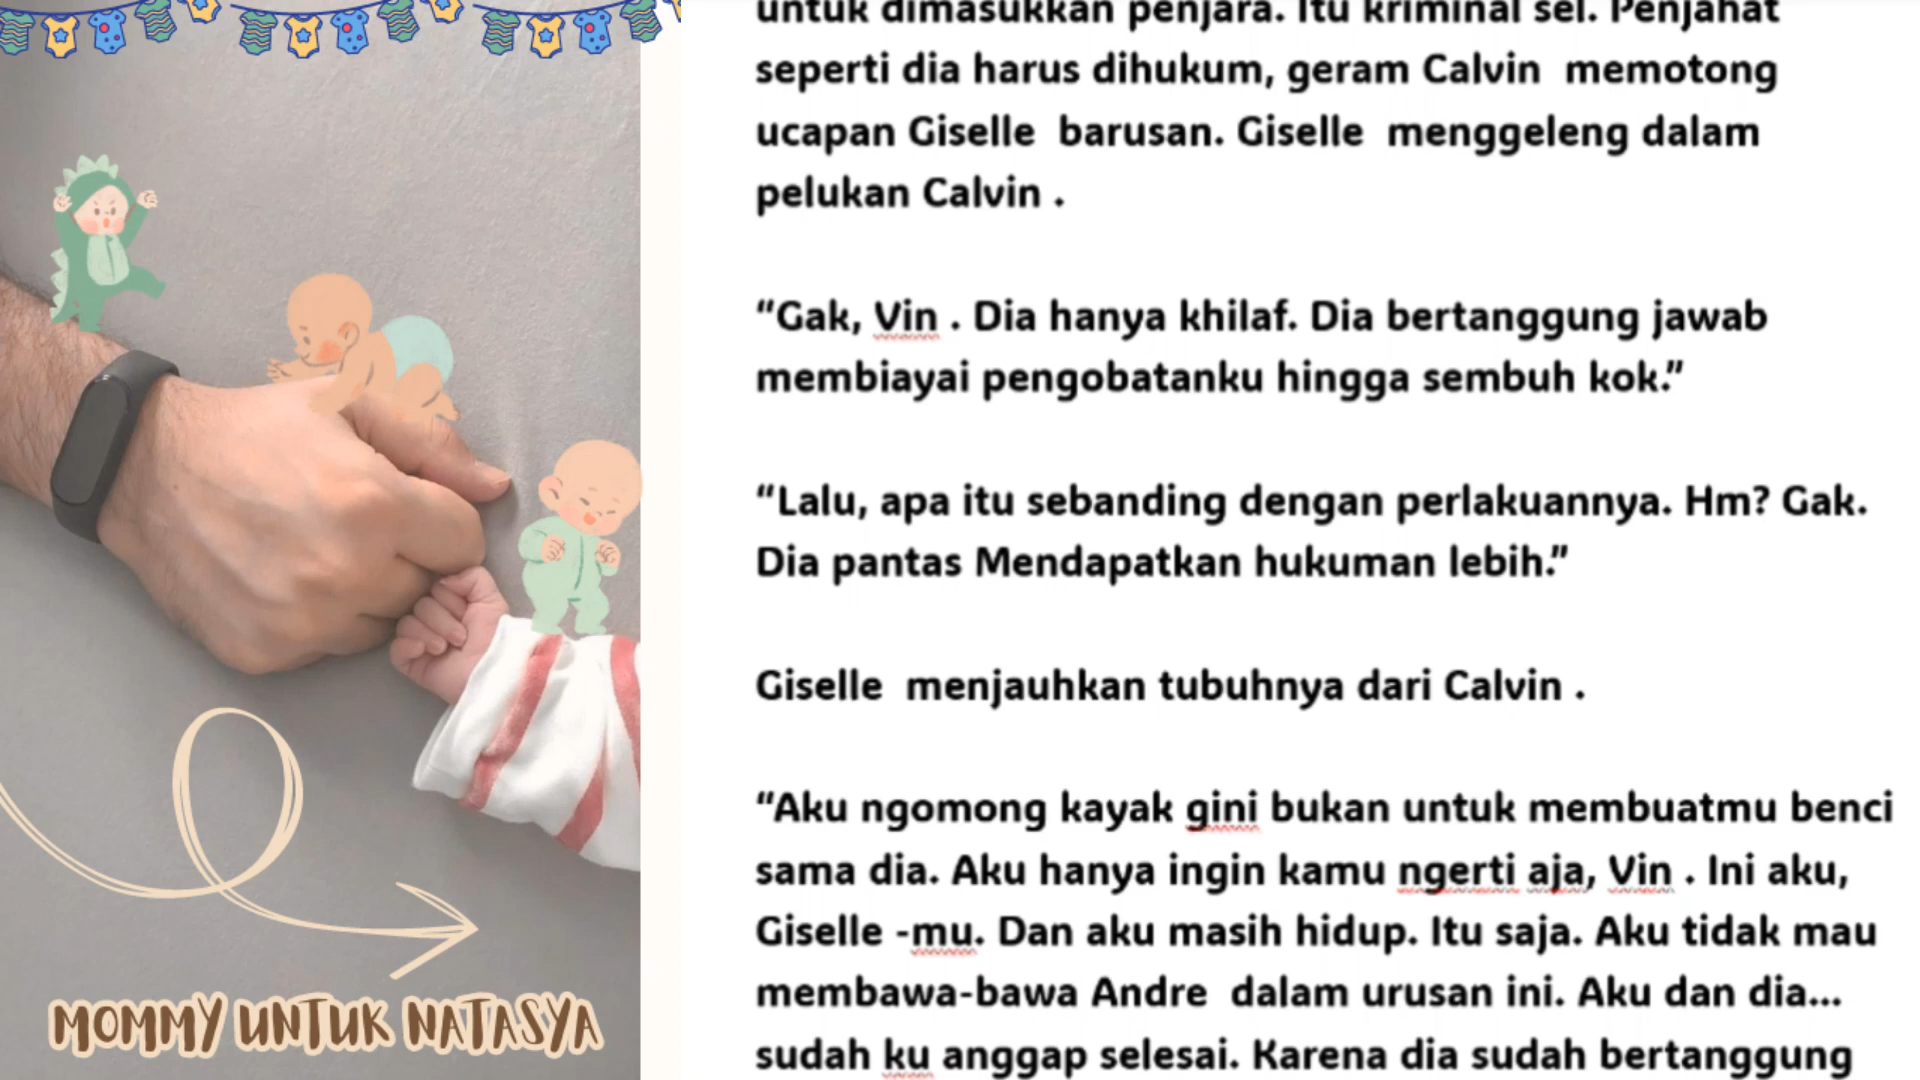 untuk dimasukkan penjara. Itu kriminal sel. Penjahat
seperti dia harus dihukum, geram Calvin  memotong
ucapan Giselle  barusan. Giselle  menggeleng dalam
pelukan Calvin .
“Gak, Vin . Dia hanya khilaf. Dia bertanggung jawab
membiayai pengobatanku hingga sembuh kok.”
“Lalu, apa itu sebanding dengan perlakuannya. Hm? Gak.
Dia pantas Mendapatkan hukuman lebih.”
Giselle  menjauhkan tubuhnya dari Calvin .
“Aku ngomong kayak gini bukan untuk membuatmu benci
sama dia. Aku hanya ingin kamu ngerti aja, Vin . Ini aku,
Giselle -mu. Dan aku masih hidup. Itu saja. Aku tidak mau
membawa-bawa Andre  dalam urusan ini. Aku dan dia...
sudah ku anggap selesai. Karena dia sudah bertanggung
MOMMY UNTUK NATASYA